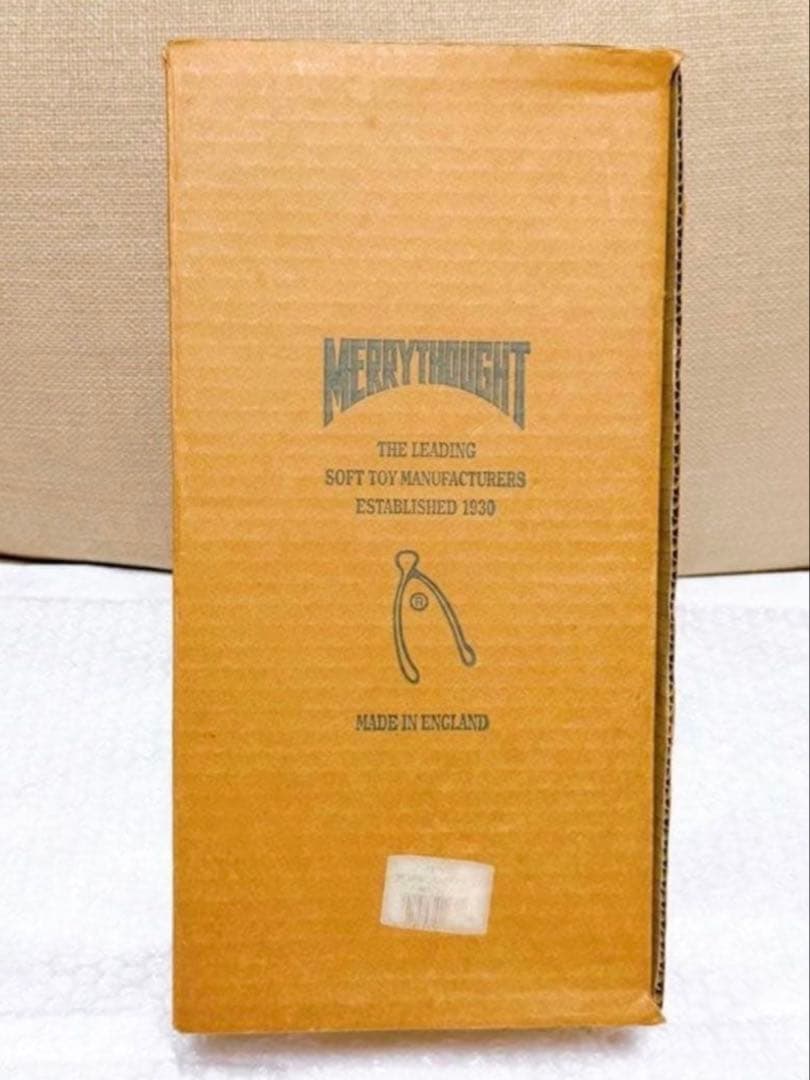 MERRYTHOUGHT
THE LEADING
SOFT TOY MANUFACTURERS
ESTABLISHED 1930
®
MADE IN ENGLAND